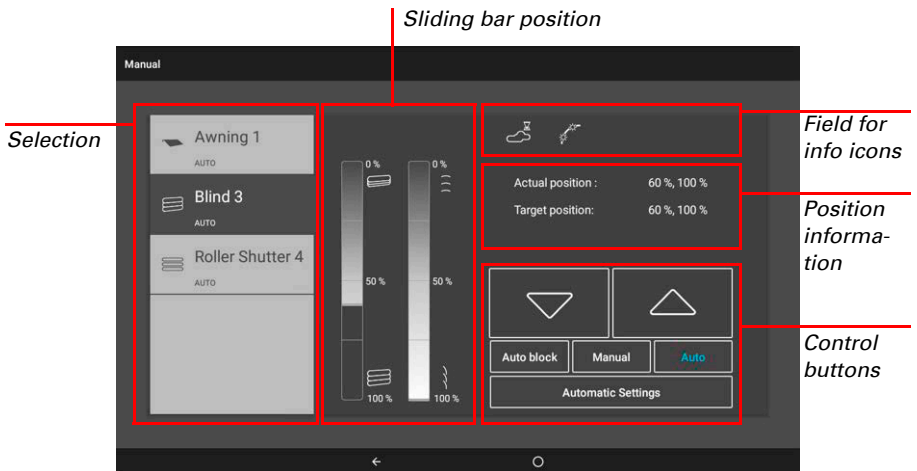 Sliding bar position
Manual
Selection
Awning 1
AUTO
Blind 3
AUTO
Roller Shutter 4
AUTO
0 %
0 %
50 %
50 %
100 %
100 %
Actual position : 60 %, 100 %
Target position: 60 %, 100 %
Auto block
Manual
Auto
Automatic Settings
Field for
info icons
Position
informa-
tion
Control
buttons